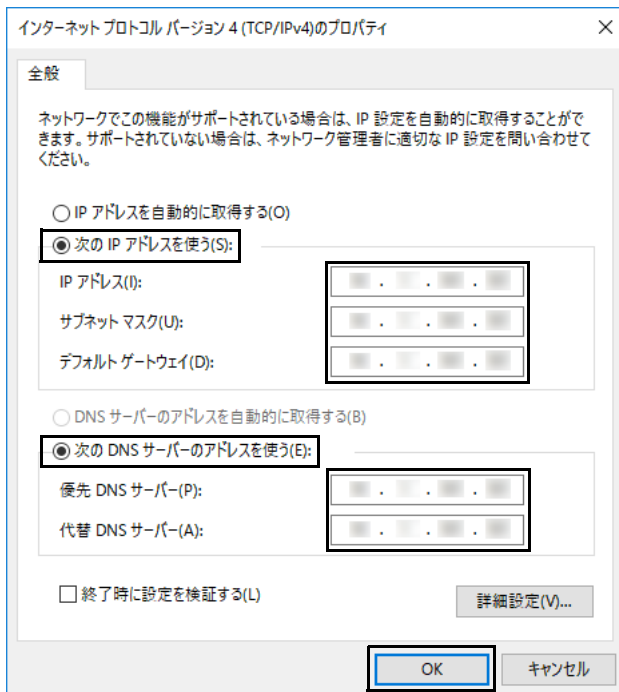 インターネット プロトコル バージョン 4 (TCP/IPv4)のプロパティ
全般
ネットワークでこの機能がサポートされている場合は、IP 設定を自動的に取得することがで
きます。サポートされていない場合は、ネットワーク管理者に適切な IP 設定を問い合わせて
ください。
IP アドレスを自動的に取得する(O)
次の IP アドレスを使う(S):
IP アドレス(I):
サブネット マスク(U):
デフォルト ゲートウェイ(D):
DNS サーバーのアドレスを自動的に取得する(B)
次の DNS サーバーのアドレスを使う(E):
優先 DNS サーバー(P):
代替 DNS サーバー(A):
終了時に設定を検証する(L)
詳細設定(V)...
OK
キャンセル